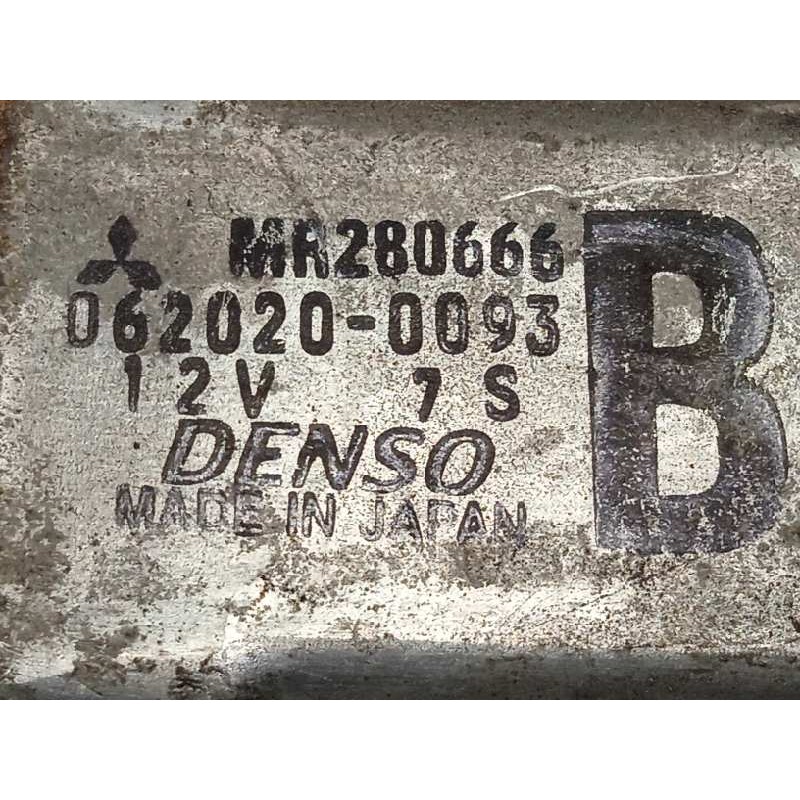 MR280666
062020-0093
12V 7S
DENSO
MADE IN JAPAN
B